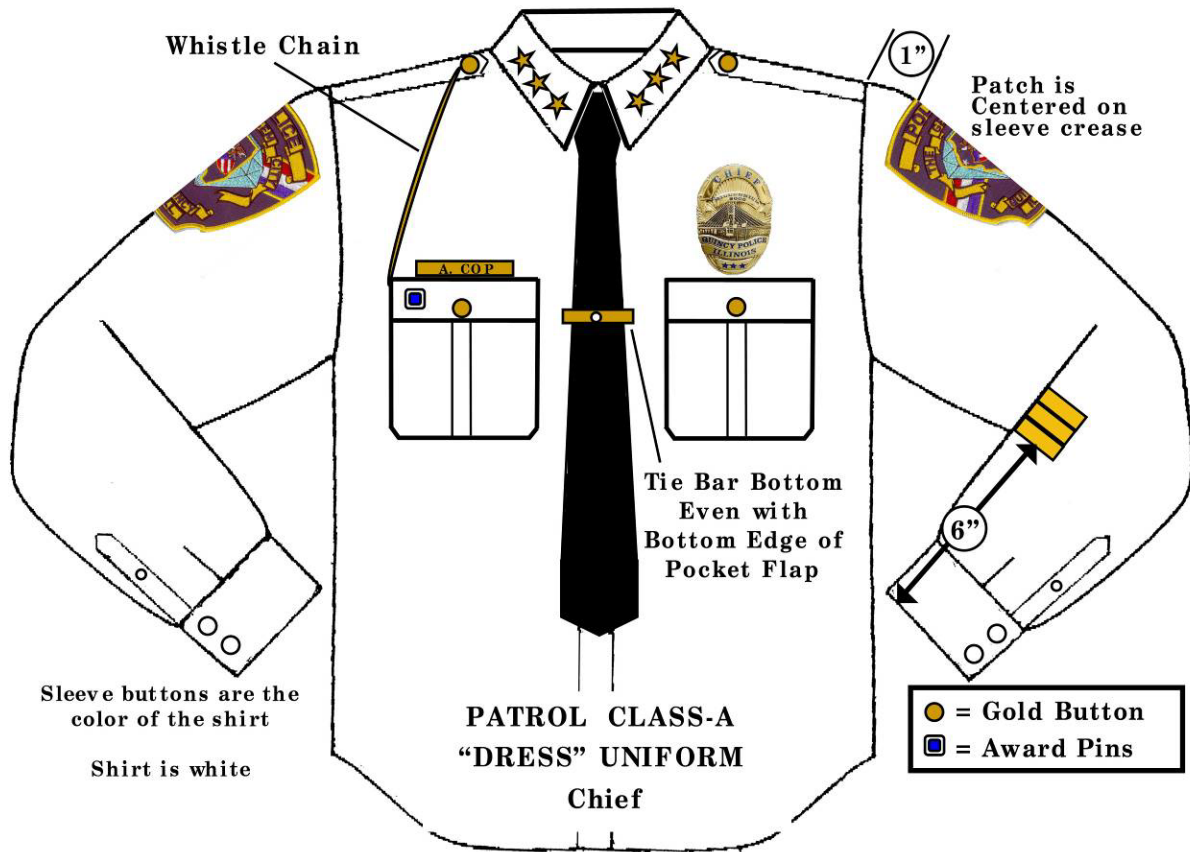 Whistle Chain
1”
Patch is
Centered on
sleeve crease
POLICE
CHIEF
QUINCY POLICE
ILLINOIS
A. COP
Tie Bar Bottom
Even with
Bottom Edge of
Pocket Flap
6”
Sleeve buttons are the
color of the shirt
Shirt is white
PATROL CLASS-A
“DRESS” UNIFORM
Chief
= Gold Button
= Award Pins